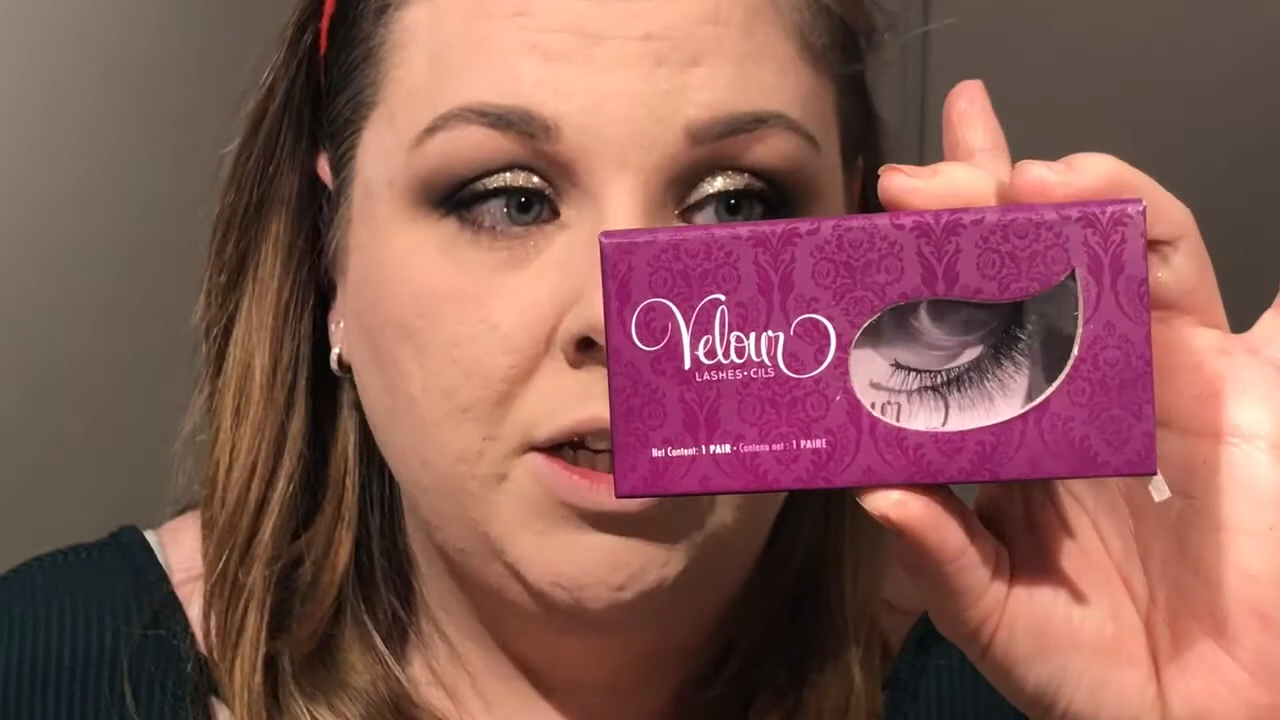 Velour
LASHES•CILS
Net Content: 1 PAIR • Contenu net : 1 PAIRE